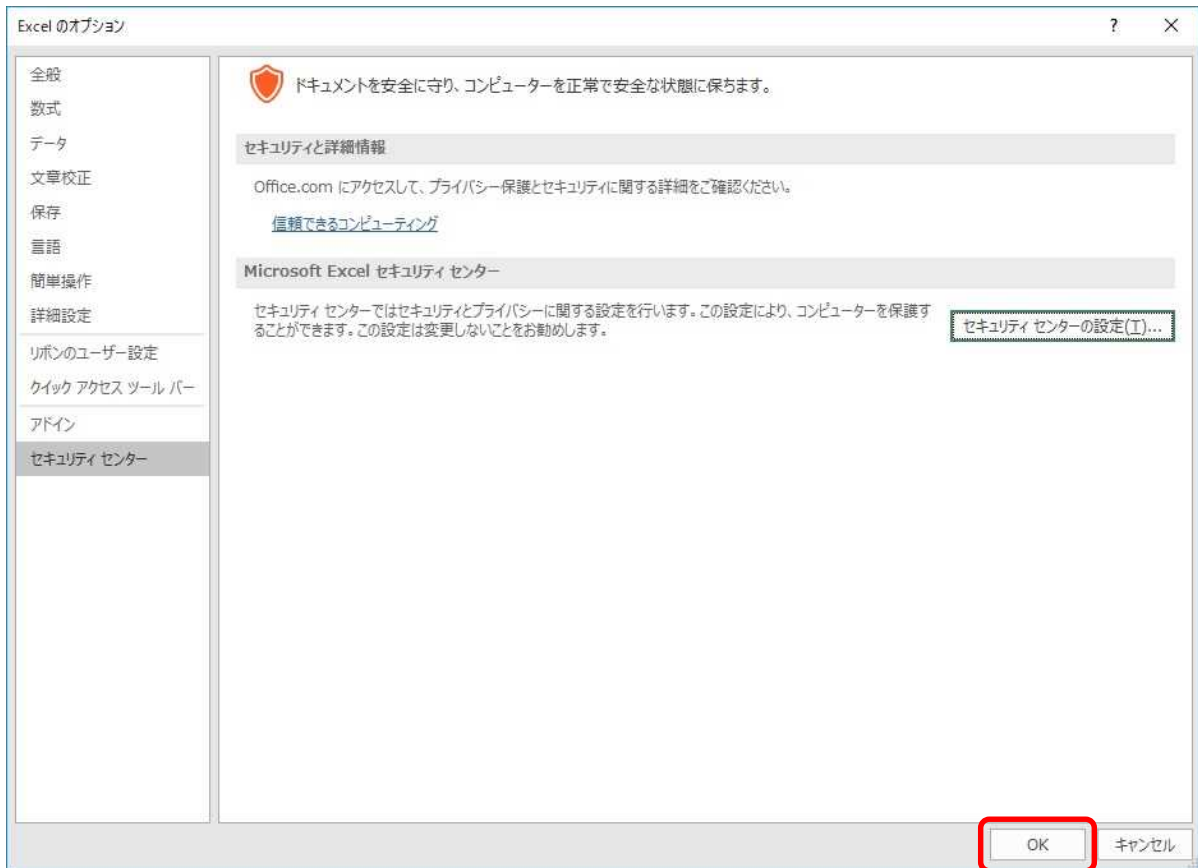 Excel のオプション
?
全般
数式
データ
文章校正
保存
言語
簡単操作
詳細設定
リボンのユーザー設定
クイック アクセス ツール バー
アドイン
セキュリティ センター
ドキュメントを安全に守り、コンピューターを正常で安全な状態に保ちます。
セキュリティと詳細情報
Office.com にアクセスして、プライバシー保護とセキュリティに関する詳細をご確認ください。
信頼できるコンピューティング
Microsoft Excel セキュリティ センター
セキュリティ センターではセキュリティとプライバシーに関する設定を行います。この設定により、コンピューターを保護す
ることができます。この設定は変更しないことをお勧めします。
セキュリティ センターの設定(T)...
OK
キャンセル